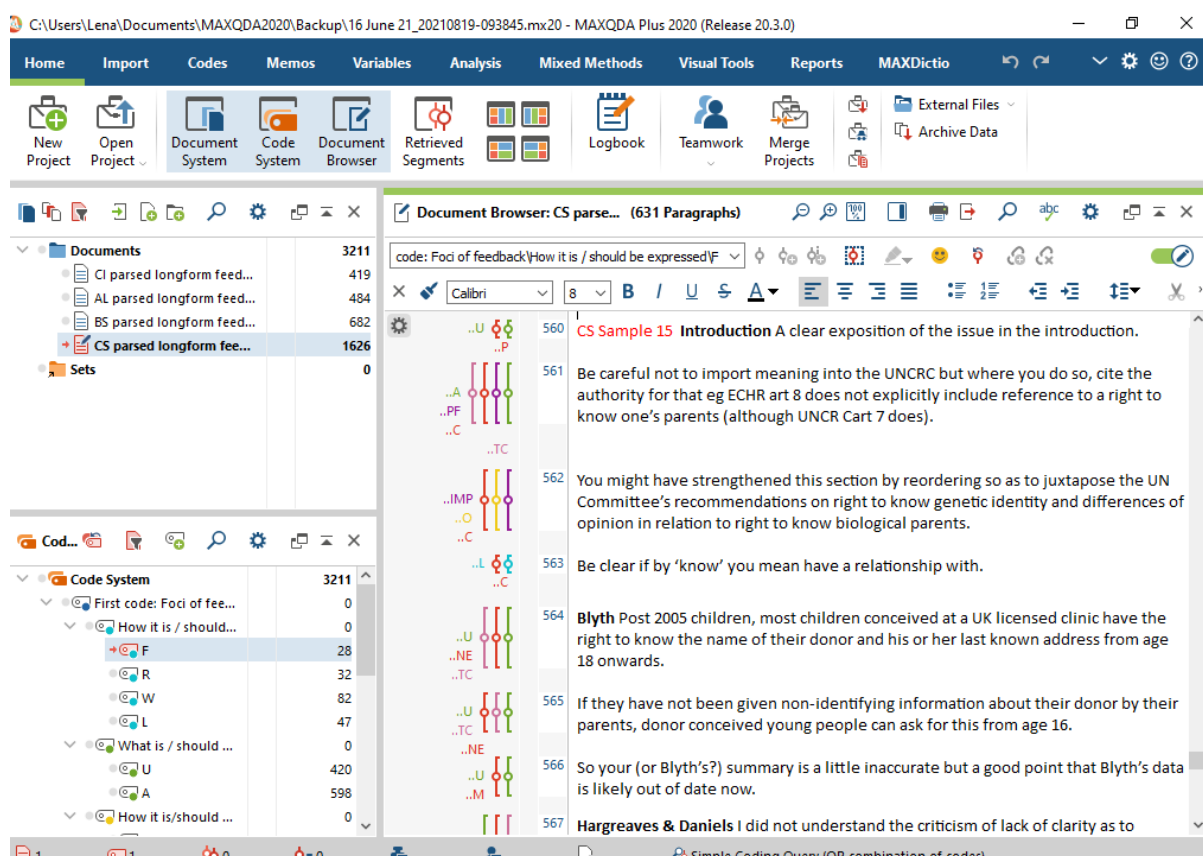 C:\Users\Lena\Documents\MAXQDA2020\Backup\16 June 21_20210819-093845.mx20 - MAXQDA Plus 2020 (Release 20.3.0)
Home Import Codes Memos Variables Analysis Mixed Methods Visual Tools Reports MAXDictio
New Project
Open Project
Document System
Code System
Document Browser
Retrieved Segments
Logbook
Teamwork
Merge Projects
External Files
Archive Data
Documents 3211
CI parsed longform feed... 419
AL parsed longform feed... 484
BS parsed longform feed... 682
CS parsed longform fee... 1626
Sets 0
Cod...
Code System 3211
First code: Foci of fee... 0
How it is / should... 0
F 28
R 32
W 82
L 47
What is / should ... 0
U 420
A 598
How it is/should ... 0
Document Browser: CS parse... (631 Paragraphs)
100%
abc
code: Foci of feedback\How it is / should be expressed\F
Calibri 8 B I U S A
..U
..P
560 CS Sample 15 Introduction A clear exposition of the issue in the introduction.
..A
..PF
..C
..TC
561 Be careful not to import meaning into the UNCRC but where you do so, cite the
authority for that eg ECHR art 8 does not explicitly include reference to a right to
know one's parents (although UNCR Cart 7 does).
..IMP
..O
..C
562 You might have strengthened this section by reordering so as to juxtapose the UN
Committee's recommendations on right to know genetic identity and differences of
opinion in relation to right to know biological parents.
..L
..C
563 Be clear if by 'know' you mean have a relationship with.
..U
..NE
..TC
564 Blyth Post 2005 children, most children conceived at a UK licensed clinic have the
right to know the name of their donor and his or her last known address from age
18 onwards.
..U
..TC
..NE
565 If they have not been given non-identifying information about their donor by their
parents, donor conceived young people can ask for this from age 16.
..U
..M
566 So your (or Blyth's?) summary is a little inaccurate but a good point that Blyth's data
is likely out of date now.
567 Hargreaves & Daniels I did not understand the criticism of lack of clarity as to
1 1 0 0 Simple Coding Query (OR combination of codes)